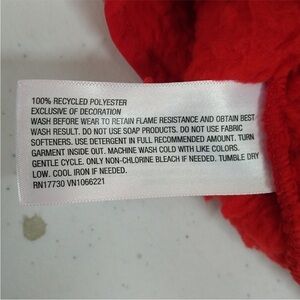 100% RECYCLED POLYESTER
EXCLUSIVE OF DECORATION
WASH BEFORE WEAR TO RETAIN FLAME RESISTANCE AND OBTAIN BEST
WASH RESULT. DO NOT USE SOAP PRODUCTS. DO NOT USE FABRIC
SOFTENERS. USE DETERGENT IN FULL RECOMMENDED AMOUNT. TURN
GARMENT INSIDE OUT. MACHINE WASH COLD WITH LIKE COLORS.
GENTLE CYCLE. ONLY NON-CHLORINE BLEACH IF NEEDED. TUMBLE DRY
LOW. COOL IRON IF NEEDED.
RN17730 VN1066221